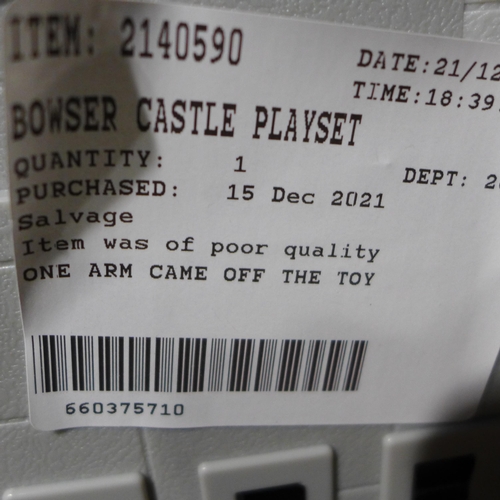 ITEM: 2140590
DATE:21/12
TIME:18:39
BOWSER CASTLE PLAYSET
QUANTITY: 1
DEPT: 2
PURCHASED: 15 Dec 2021
Salvage
Item was of poor quality
ONE ARM CAME OFF THE TOY
660375710